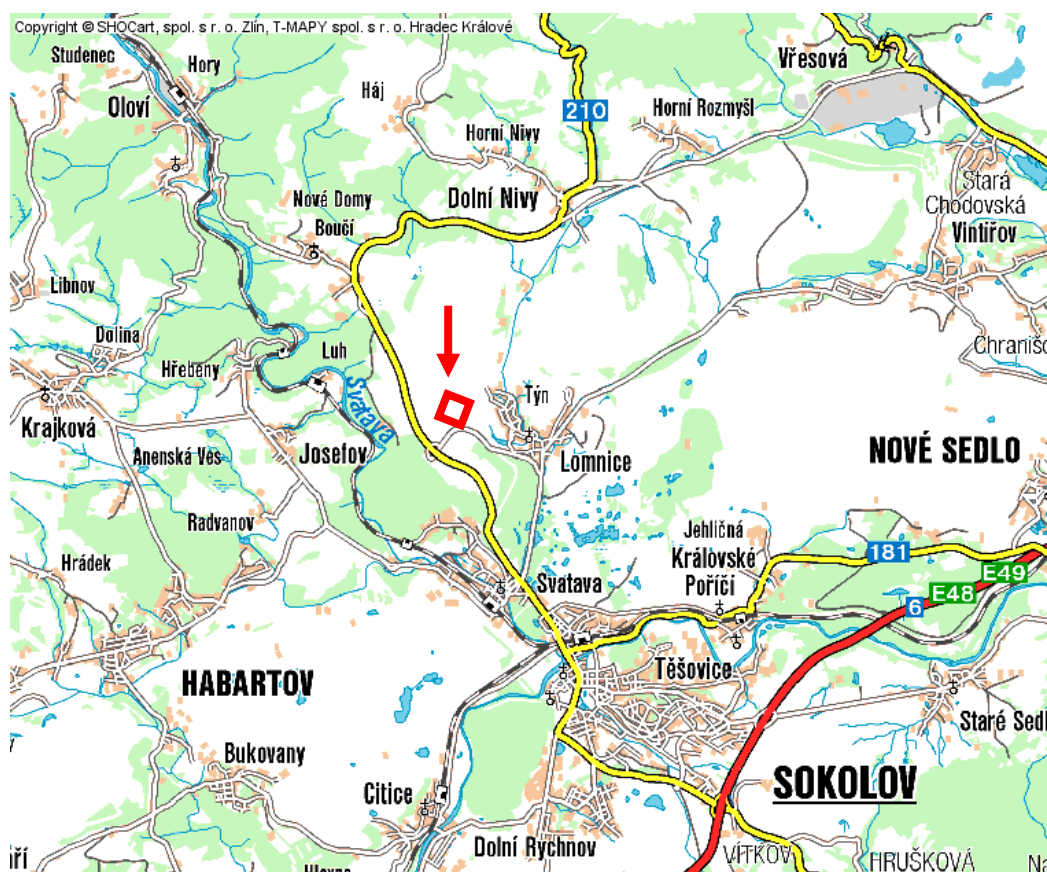 Copyright © SHOCart, spol. s r. o. Zlín, T-MAPY spol. s r. o. Hradec Králové
Studenec
Hory
Vřesová
Háj
Oloví
210
Horní Rozmyšl
Horní Nivy
Stará
Chodovská
Nové Domy
Dolní Nivy
Boučí
Vintířov
Libnov
Dolina
Luh
Hřebeny
Svatava
Týn
Krajková
Josefov
Anenská Ves
Lomnice
NOVÉ SEDLO
Radvanov
Jehličná
Královské
Poříčí
181
E49
E48
6
Hrádek
Svatava
HABARTOV
Těšovice
Staré Sedl
Bukovany
Citice
SOKOLOV
Dolní Rychnov
VÍTKOV
HRUŠKOVÁ